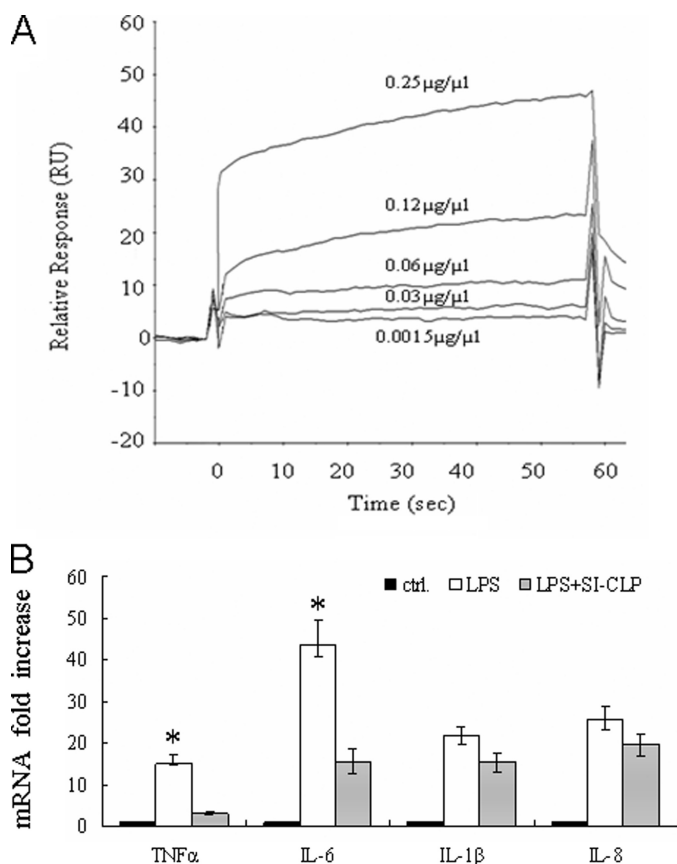 A
Relative Response (RU)
60
50
40
30
20
10
0
-10
-20
0.25µg/µl
0.12µg/µl
0.06µg/µl
0.03µg/µl
0.0015µg/µl
0 10 20 30 40 50 60
Time (sec)
B
mRNA fold increase
60
50
40
30
20
10
0
ctrl. LPS LPS+SI-CLP
* *
TNFα IL-6 IL-1β IL-8